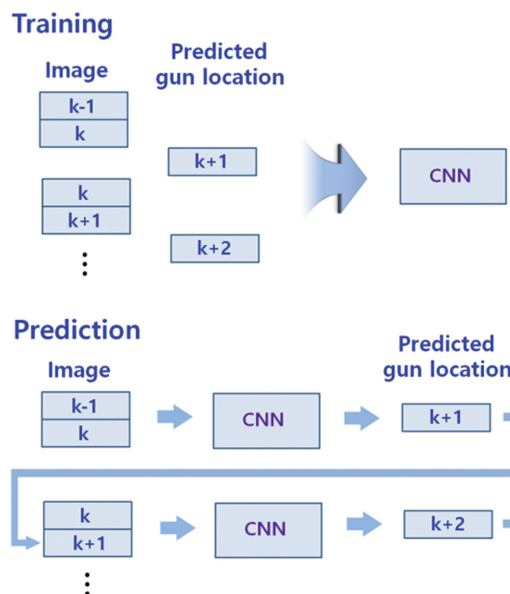 Training
Image
Predicted
gun location
k-1
k
k+1
CNN
k
k+1
k+2
Prediction
Image
Predicted
gun location
k-1
k
CNN
k+1
k
k+1
CNN
k+2